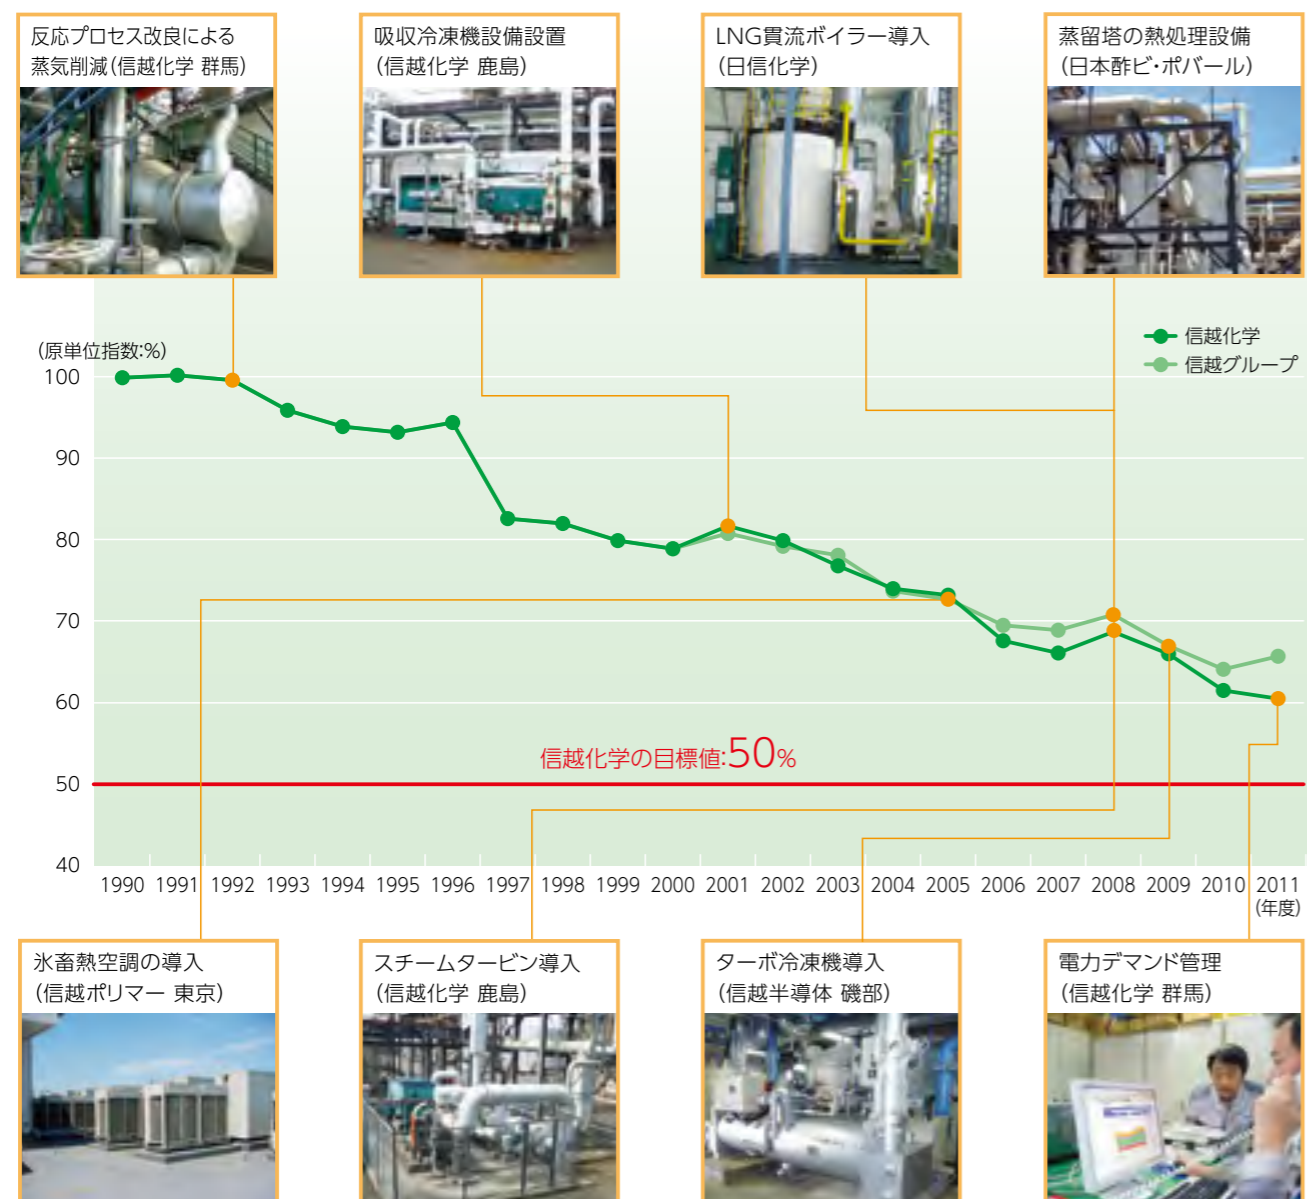 反応プロセス改良による
蒸気削減(信越化学 群馬)
吸収冷凍機設備設置
(信越化学 鹿島)
LNG貫流ボイラー導入
(日信化学)
蒸留塔の熱処理設備
(日本酢ビ・ポバール)
(原単位指数:%)
信越化学
信越グループ
100
90
80
70
60
50
40
信越化学の目標値:50%
1990 1991 1992 1993 1994 1995 1996 1997 1998 1999 2000 2001 2002 2003 2004 2005 2006 2007 2008 2009 2010 2011
(年度)
氷畜熱空調の導入
(信越ポリマー 東京)
スチームタービン導入
(信越化学 鹿島)
ターボ冷凍機導入
(信越半導体 磯部)
電力デマンド管理
(信越化学 群馬)